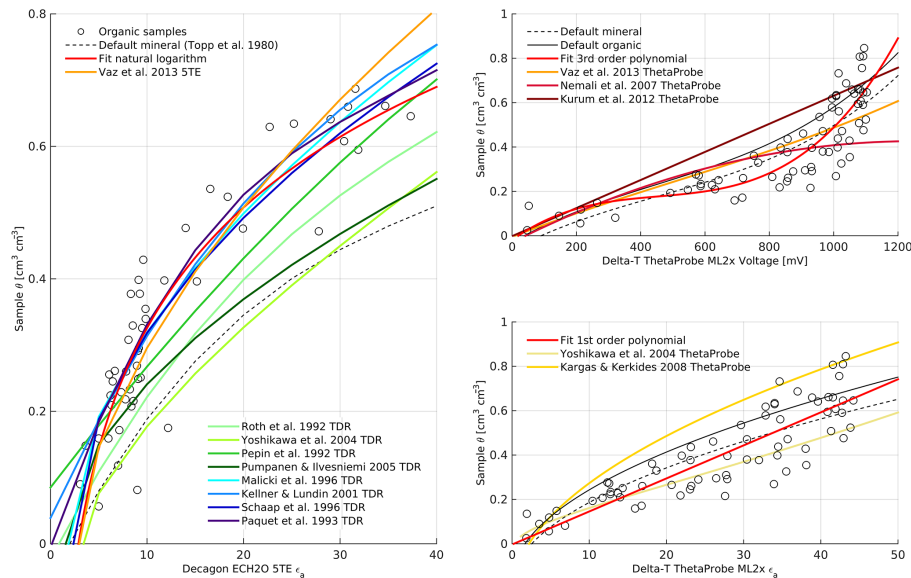 0.8
0.6
0.4
0.2
0
Sample θ [cm³ cm³]
Organic samples
Default mineral (Topp et al. 1980)
Fit natural logarithm
Vaz et al. 2013 5TE
Roth et al. 1992 TDR
Yoshikawa et al. 2004 TDR
Pepin et al. 1992 TDR
Pumpanen & Ilvesniemi 2005 TDR
Malicki et al. 1996 TDR
Kellner & Lundin 2001 TDR
Schaap et al. 1996 TDR
Paquet et al. 1993 TDR
0 10 20 30 40
Decagon ECH2O 5TE ϵa
1
0.8
0.6
0.4
0.2
0
Sample θ [cm³ cm³]
Default mineral
Default organic
Fit 3rd order polynomial
Vaz et al. 2013 ThetaProbe
Nemali et al. 2007 ThetaProbe
Kurum et al. 2012 ThetaProbe
0 200 400 600 800 1000 1200
Delta-T ThetaProbe ML2x Voltage [mV]
1
0.8
0.6
0.4
0.2
0
Sample θ [cm³ cm³]
Fit 1st order polynomial
Yoshikawa et al. 2004 ThetaProbe
Kargas & Kerkides 2008 ThetaProbe
0 10 20 30 40 50
Delta-T ThetaProbe ML2x ϵa